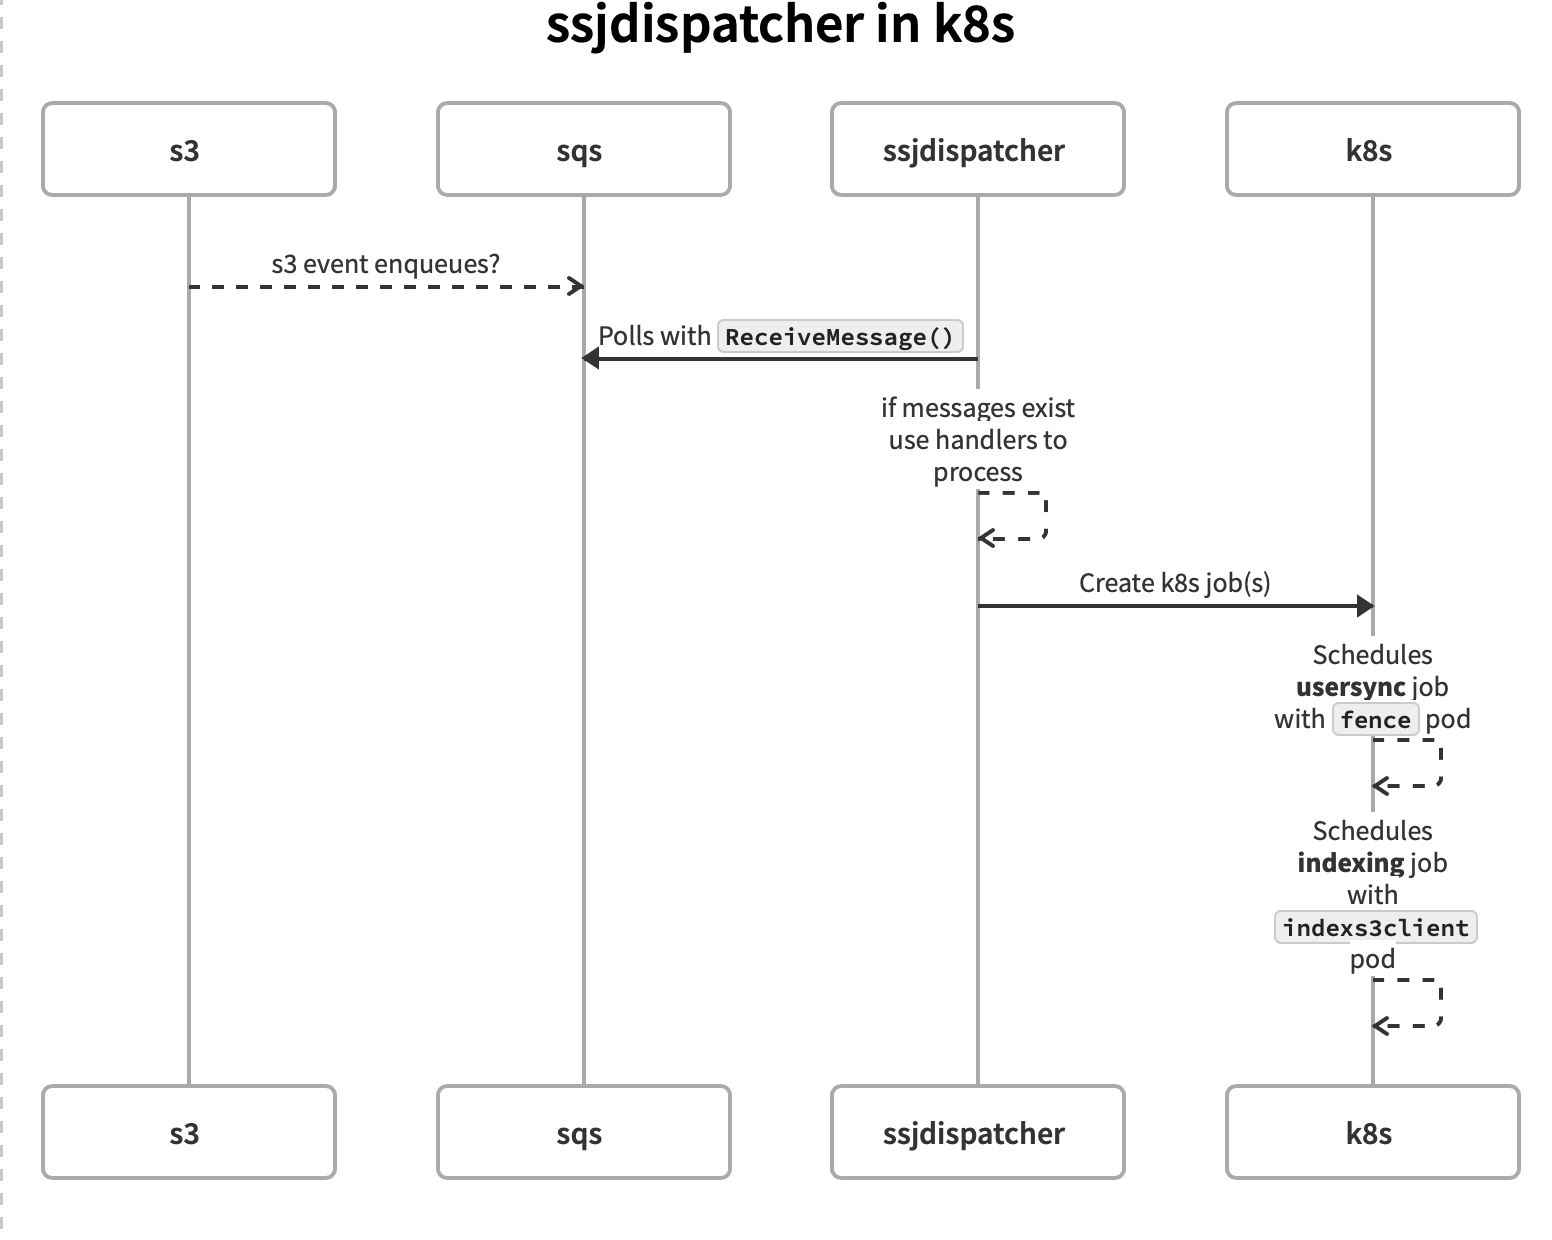 ssjdispatcher in k8s
s3
sqs
ssjdispatcher
k8s
s3 event enqueues?
Polls with ReceiveMessage()
if messages exist
use handlers to
process
Create k8s job(s)
Schedules
usersync job
with fence pod
Schedules
indexing job
with
indexs3client
pod
s3
sqs
ssjdispatcher
k8s